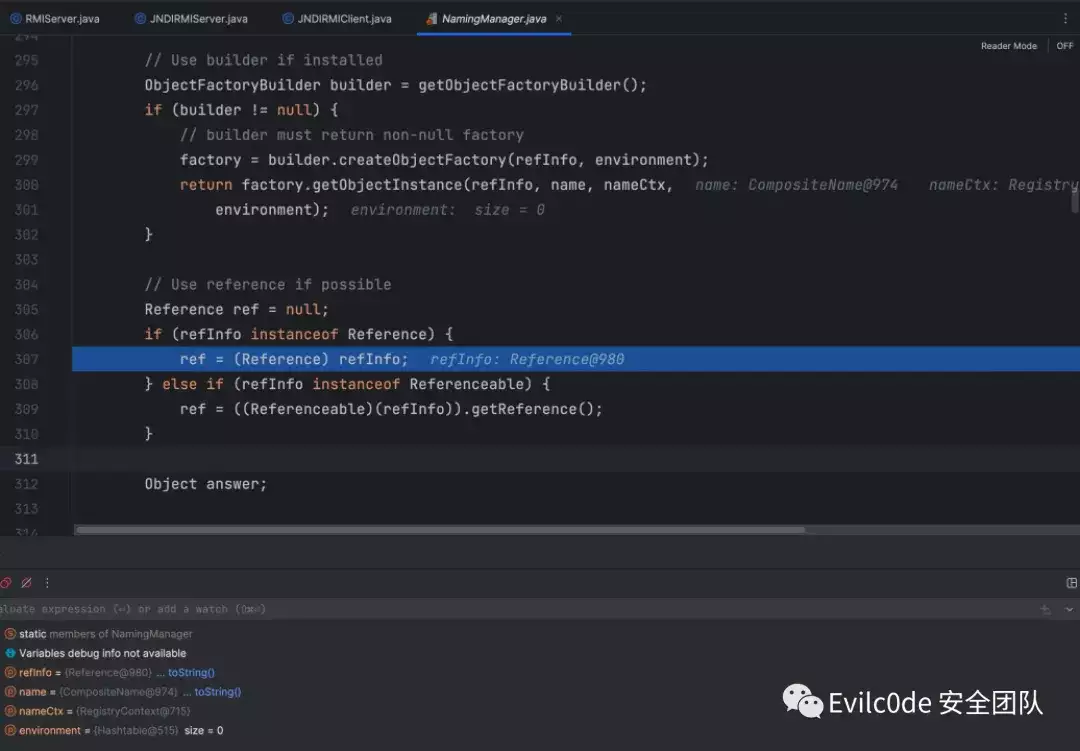 RMIServer.java JNDIRMIServer.java JNDIRMIClient.java NamingManager.java
Reader Mode OFF
294
295 // Use builder if installed
296 ObjectFactoryBuilder builder = getObjectFactoryBuilder();
297 if (builder != null) {
298 // builder must return non-null factory
299 factory = builder.createObjectFactory(refInfo, environment);
300 return factory.getObjectInstance(refInfo, name, nameCtx, name: CompositeName@974 nameCtx: Registry
301 environment); environment: size = 0
302 }
303
304 // Use reference if possible
305 Reference ref = null;
306 if (refInfo instanceof Reference) {
307 ref = (Reference) refInfo; refInfo: Reference@980
308 } else if (refInfo instanceof Referenceable) {
309 ref = ((Referenceable)(refInfo)).getReference();
310 }
311
312 Object answer;
313
314
aluate expression (⏎) or add a watch (⇧⌘⏎)
static members of NamingManager
Variables debug info not available
refInfo = {Reference@980} ... toString()
name = {CompositeName@974} ... toString()
nameCtx = {RegistryContext@715}
environment = {Hashtable@515} size = 0
Evilc0de 安全团队